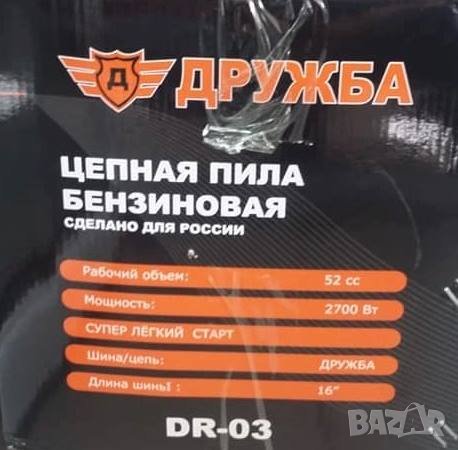 Д ДРУЖБА
ЦЕПНАЯ ПИЛА
БЕНЗИНОВАЯ
СДЕЛАНО ДЛЯ РОССИИ
Рабочий объем: 52 cc
Мощность: 2700 Вт
СУПЕР ЛЁГКИЙ СТАРТ
Шина/цепь: ДРУЖБА
Длина шинЫ : 16"
DR-03
BAZAR